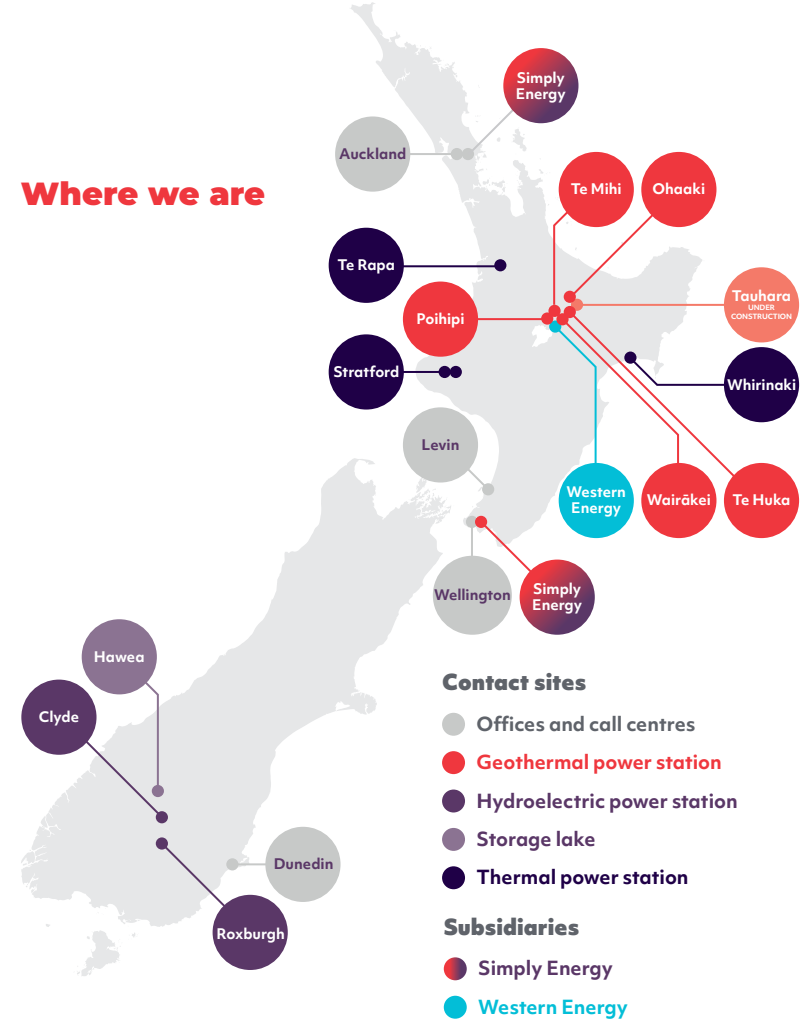 Simply
Energy
Auckland
Where we are
Te Mihi
Ohaaki
Te Rapa
Tauhara
UNDER
CONSTRUCTION
Poihipi
Stratford
Whirinaki
Levin
Western
Energy
Wairākei
Te Huka
Wellington
Simply
Energy
Hawea
Clyde
Dunedin
Roxburgh
Contact sites
Offices and call centres
Geothermal power station
Hydroelectric power station
Storage lake
Thermal power station
Subsidiaries
Simply Energy
Western Energy